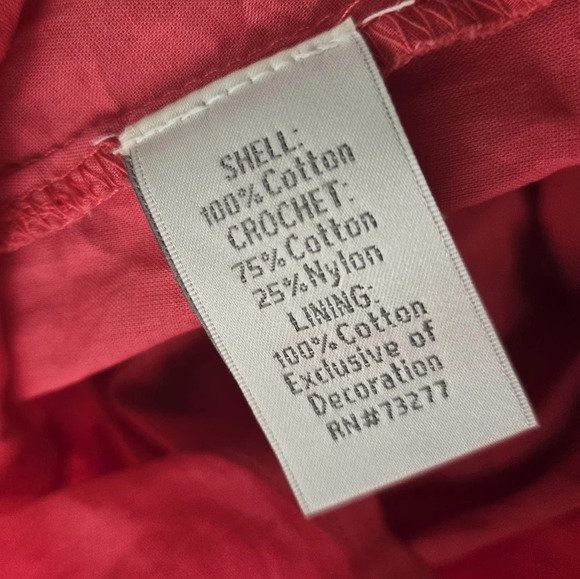 SHELL:
100% Cotton
CROCHET:
75% Cotton
25% Nylon
LINING:
100% Cotton
Exclusive of
Decoration
RN#73277